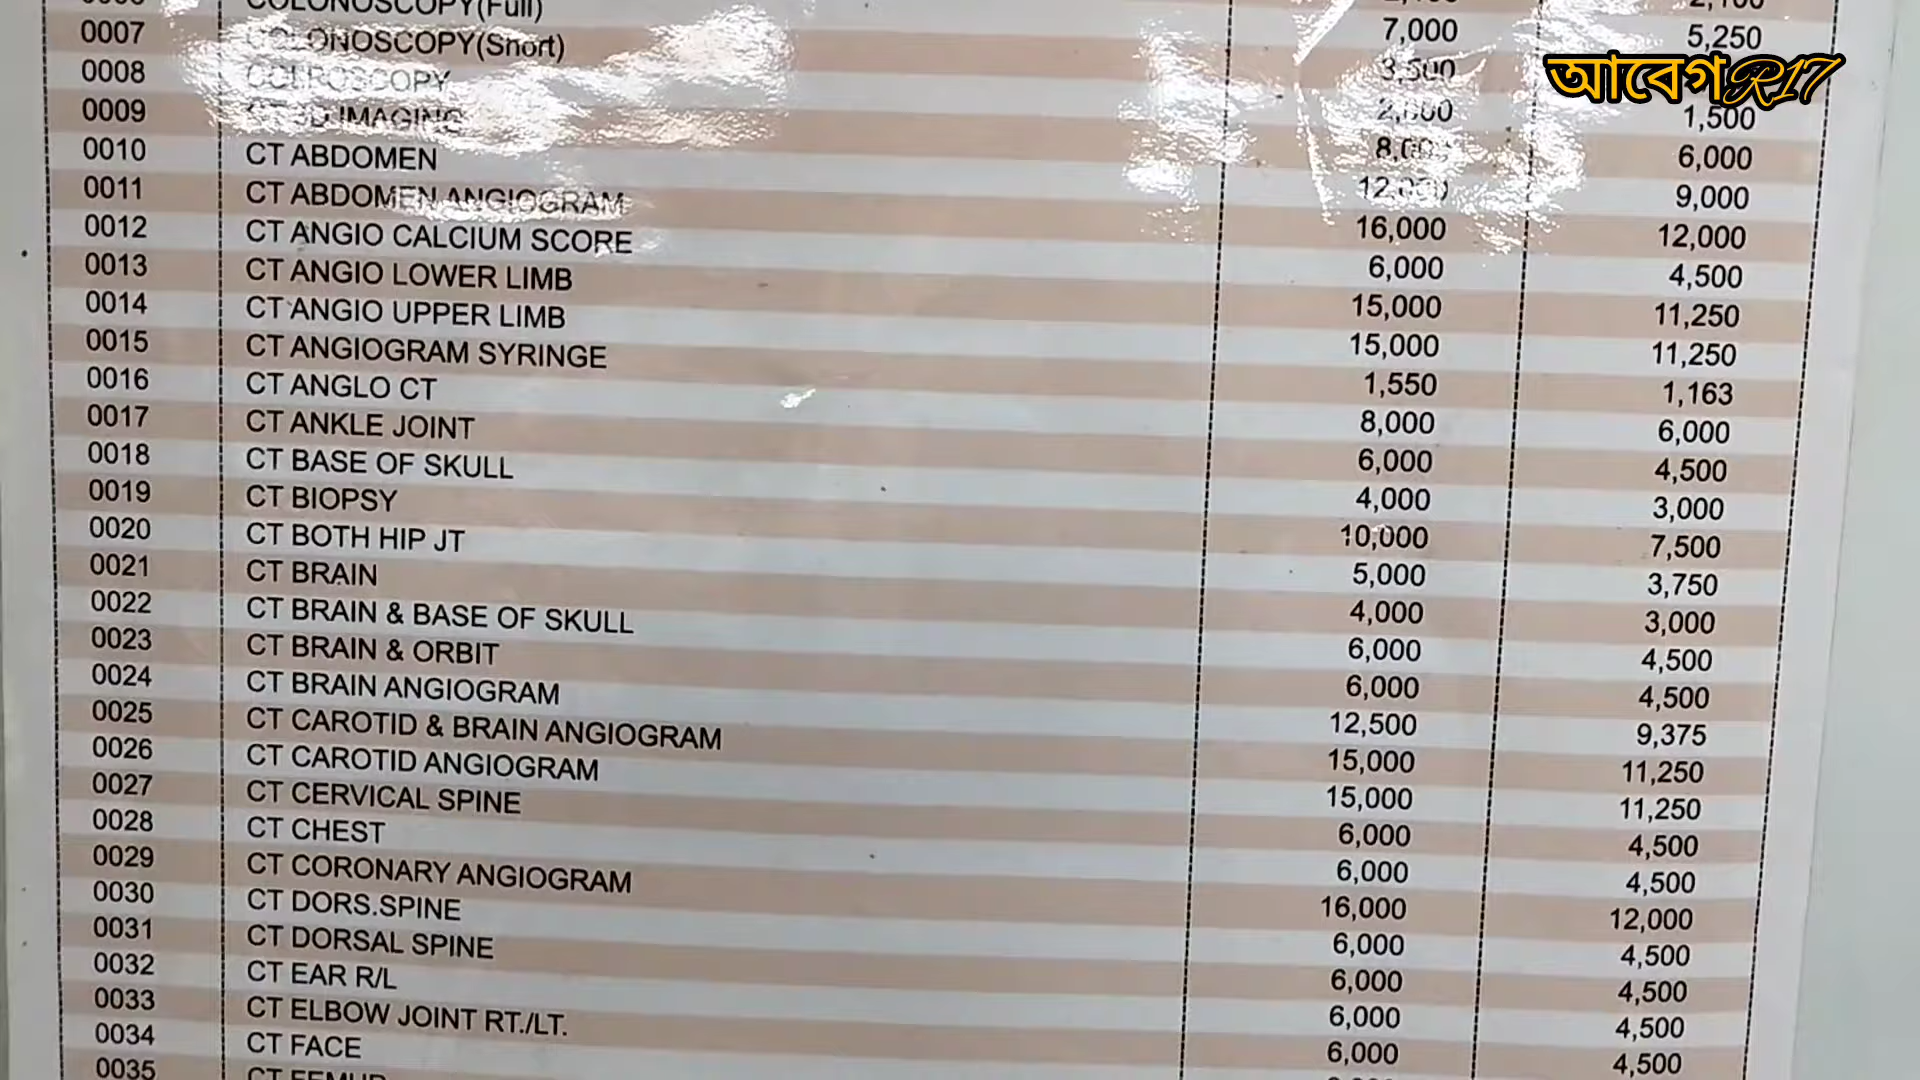 COLONOSCOPY(Full) 7,000 5,250
0007 COLONOSCOPY(Short) 3,500
0008 COLPOSCOPY 2,000 1,500
0009 CT 3D IMAGING 8,000 6,000
0010 CT ABDOMEN 12,000 9,000
0011 CT ABDOMEN ANGIOGRAM 16,000 12,000
0012 CT ANGIO CALCIUM SCORE 6,000 4,500
0013 CT ANGIO LOWER LIMB 15,000 11,250
0014 CT ANGIO UPPER LIMB 15,000 11,250
0015 CT ANGIOGRAM SYRINGE 1,550 1,163
0016 CT ANGLO CT 8,000 6,000
0017 CT ANKLE JOINT 6,000 4,500
0018 CT BASE OF SKULL 4,000 3,000
0019 CT BIOPSY 10,000 7,500
0020 CT BOTH HIP JT 5,000 3,750
0021 CT BRAIN 4,000 3,000
0022 CT BRAIN & BASE OF SKULL 6,000 4,500
0023 CT BRAIN & ORBIT 6,000 4,500
0024 CT BRAIN ANGIOGRAM 12,500 9,375
0025 CT CAROTID & BRAIN ANGIOGRAM 15,000 11,250
0026 CT CAROTID ANGIOGRAM 15,000 11,250
0027 CT CERVICAL SPINE 6,000 4,500
0028 CT CHEST 6,000 4,500
0029 CT CORONARY ANGIOGRAM 16,000 12,000
0030 CT DORS.SPINE 6,000 4,500
0031 CT DORSAL SPINE 6,000 4,500
0032 CT EAR R/L 6,000 4,500
0033 CT ELBOW JOINT RT./LT. 6,000 4,500
0034 CT FACE
0035 CT FEMUR
আবেগR17